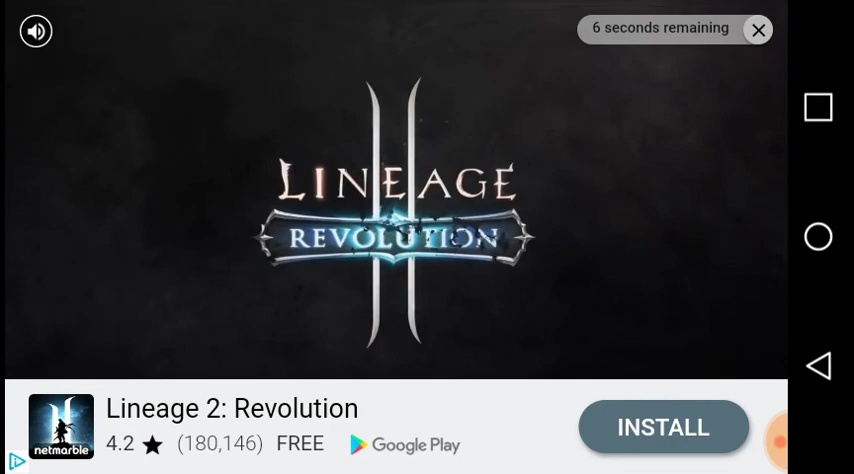 6 seconds remaining
LINEAGE
REVOLUTION
Lineage 2: Revolution
4.2 ★ (180,146) FREE Google Play
INSTALL
netmarble